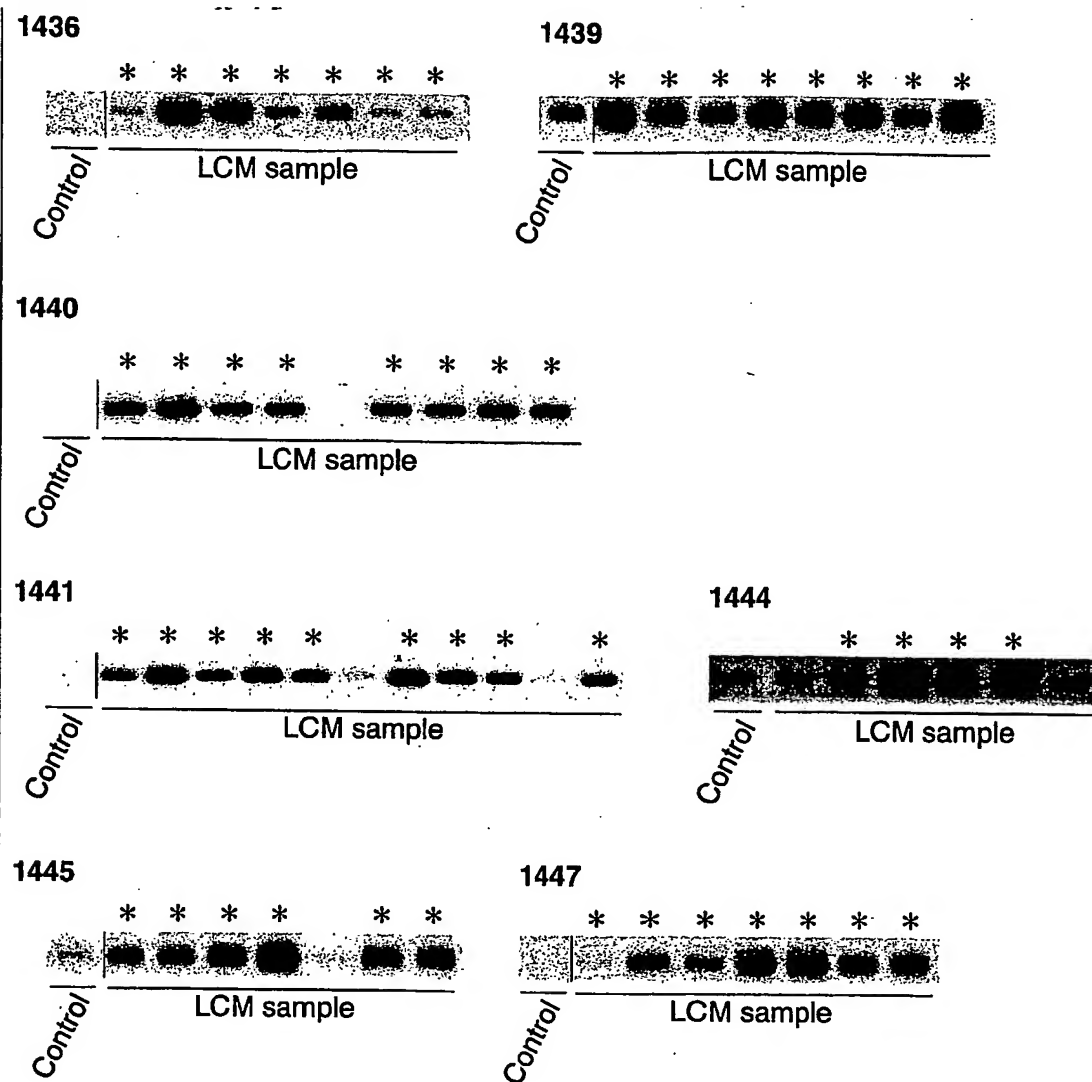 1436
* * * * * * *
Control
LCM sample
1439
* * * * * * * *
Control
LCM sample
1440
* * * * * * * *
Control
LCM sample
1441
* * * * * * * * *
Control
LCM sample
1444
* * * *
Control
LCM sample
1445
* * * * * *
Control
LCM sample
1447
* * * * * * *
Control
LCM sample